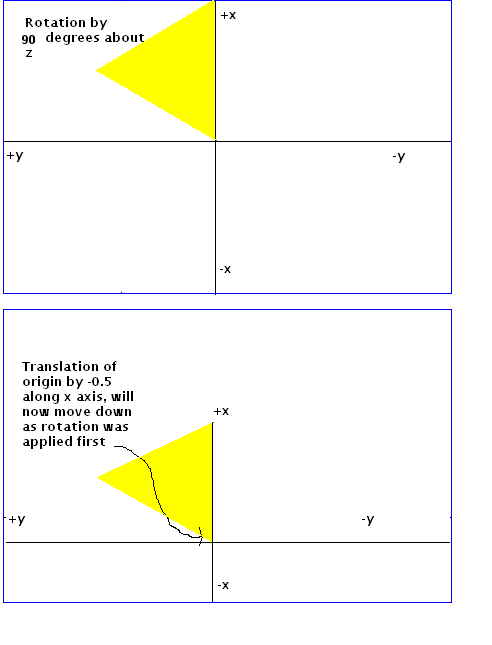 Rotation by
90 degrees about
z
+x
+y
-y
-x
Translation of
origin by -0.5
along x axis, will
now move down
as rotation was
applied first
+x
+y
-y
-x